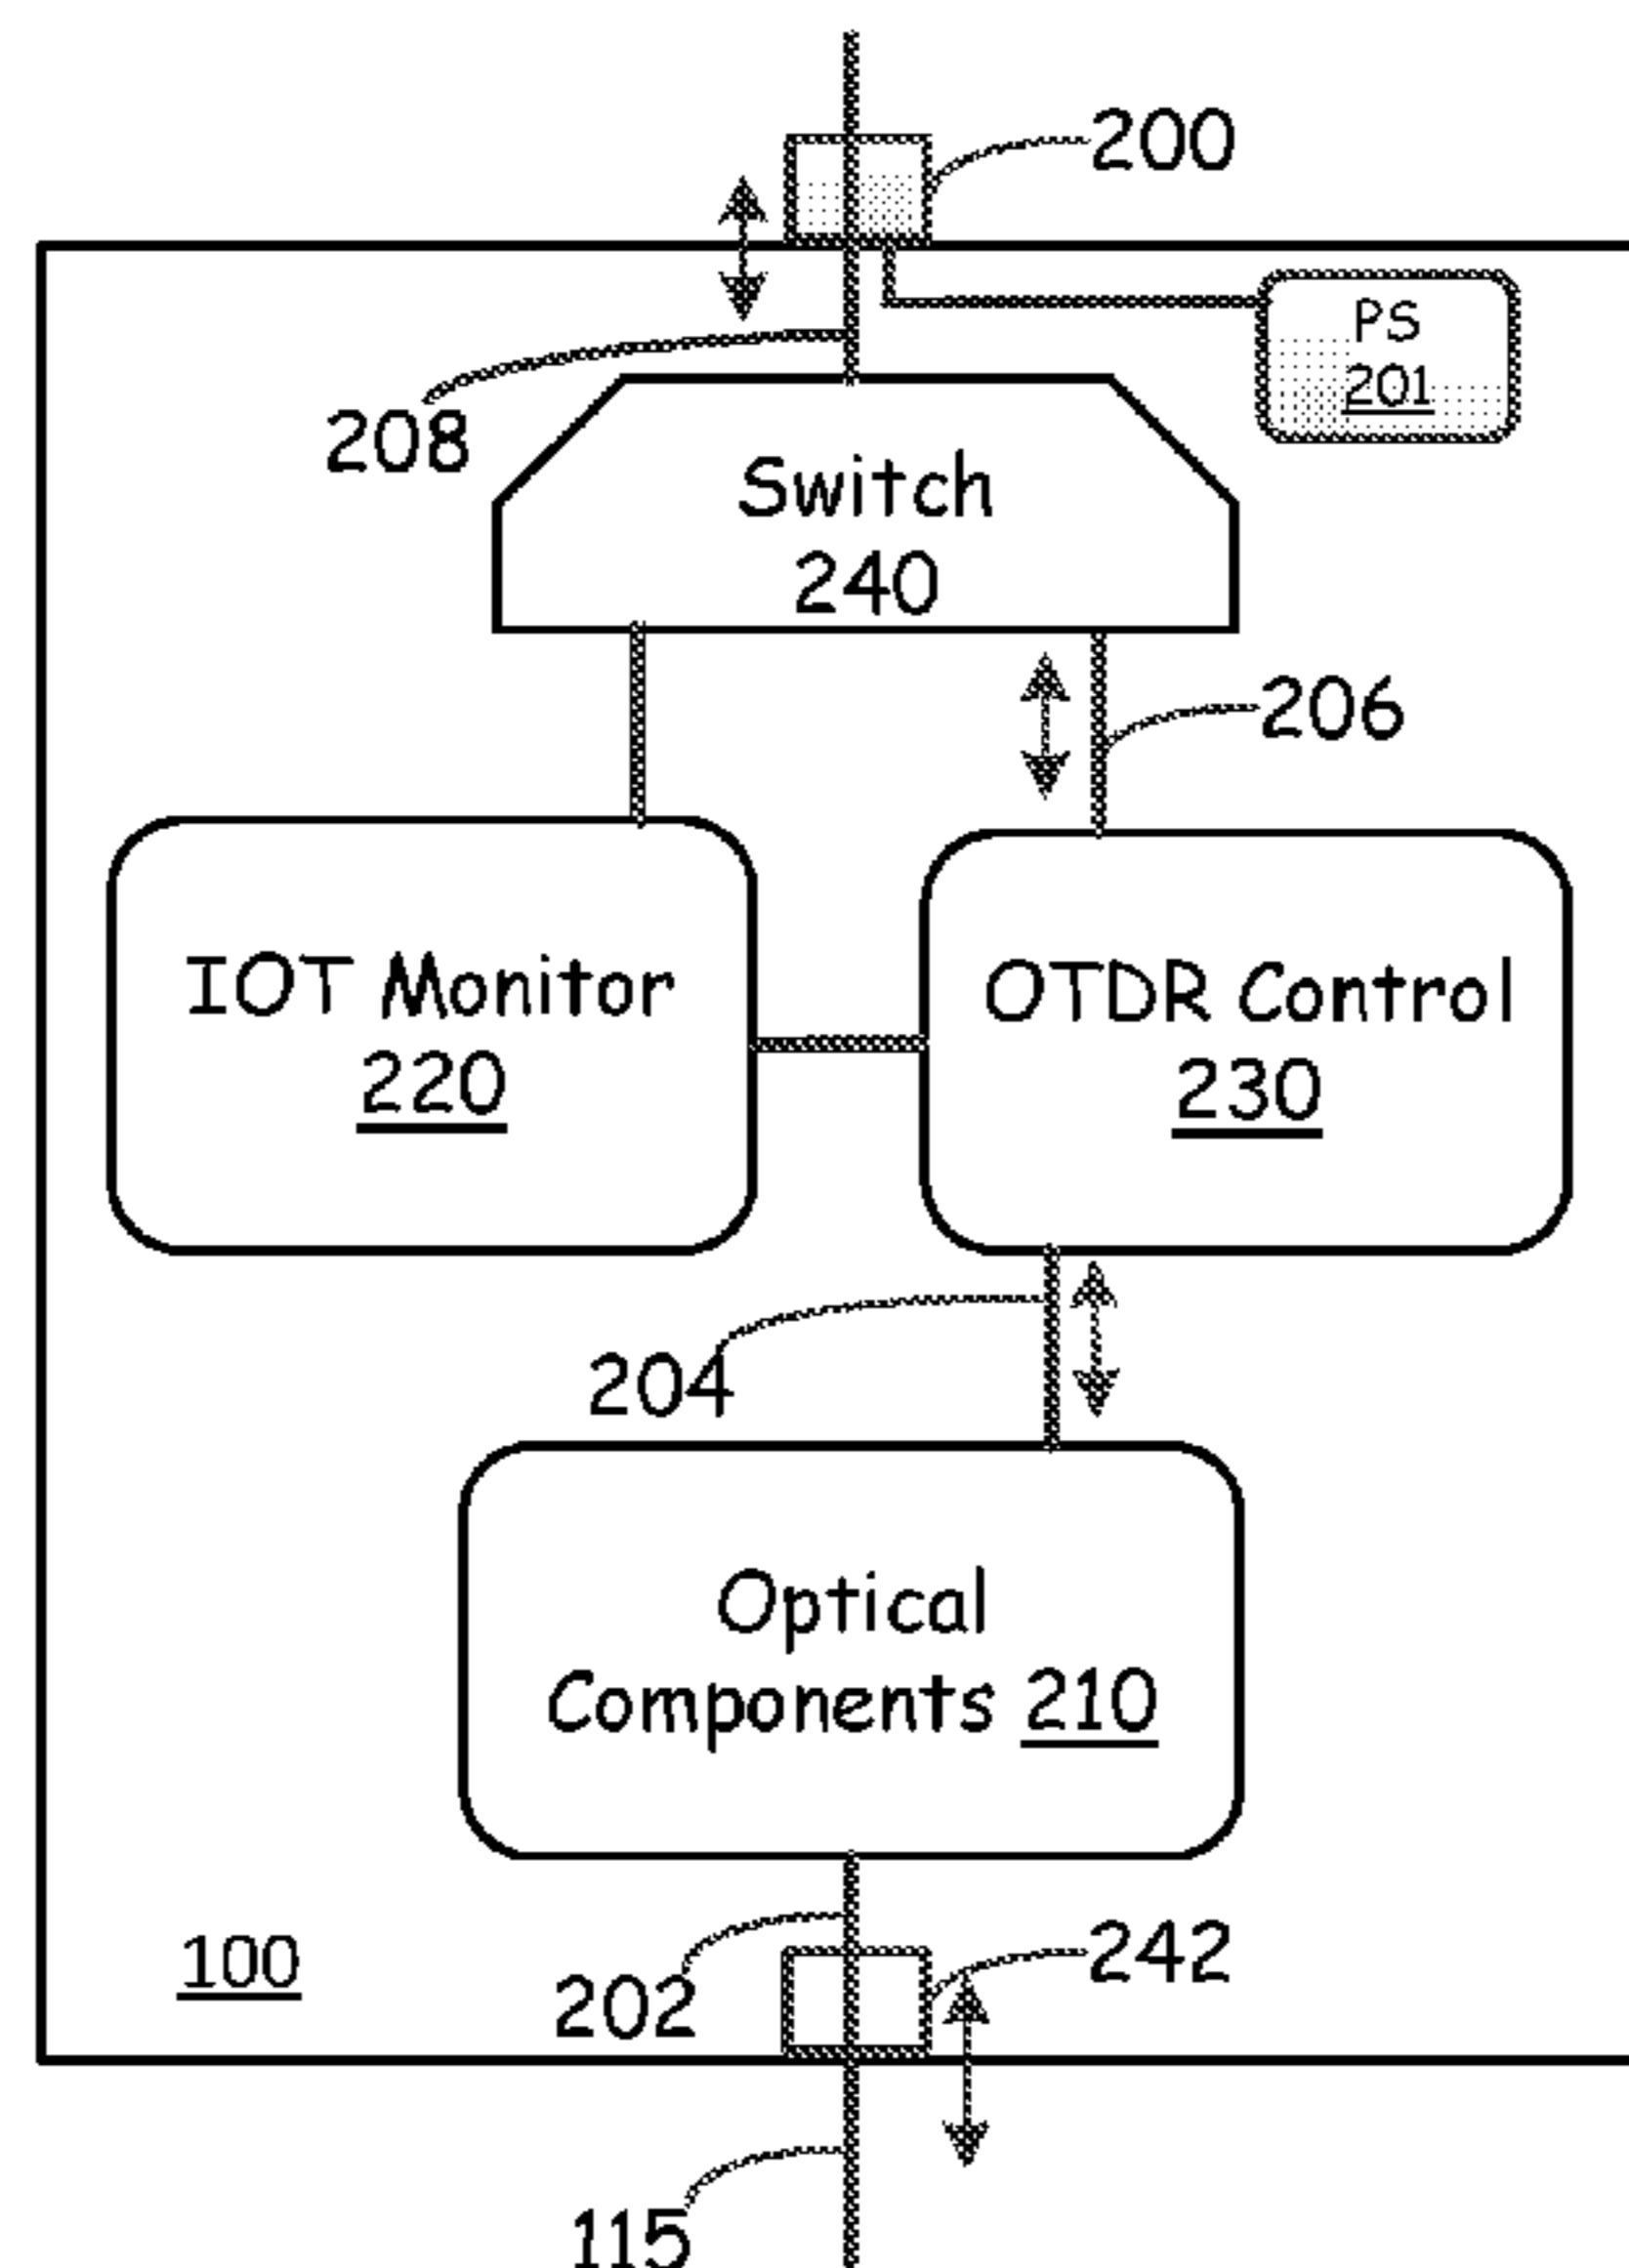 200
PS
201
208
Switch
240
206
IOT Monitor
220
OTDR Control
230
204
Optical
Components 210
100
202
242
115